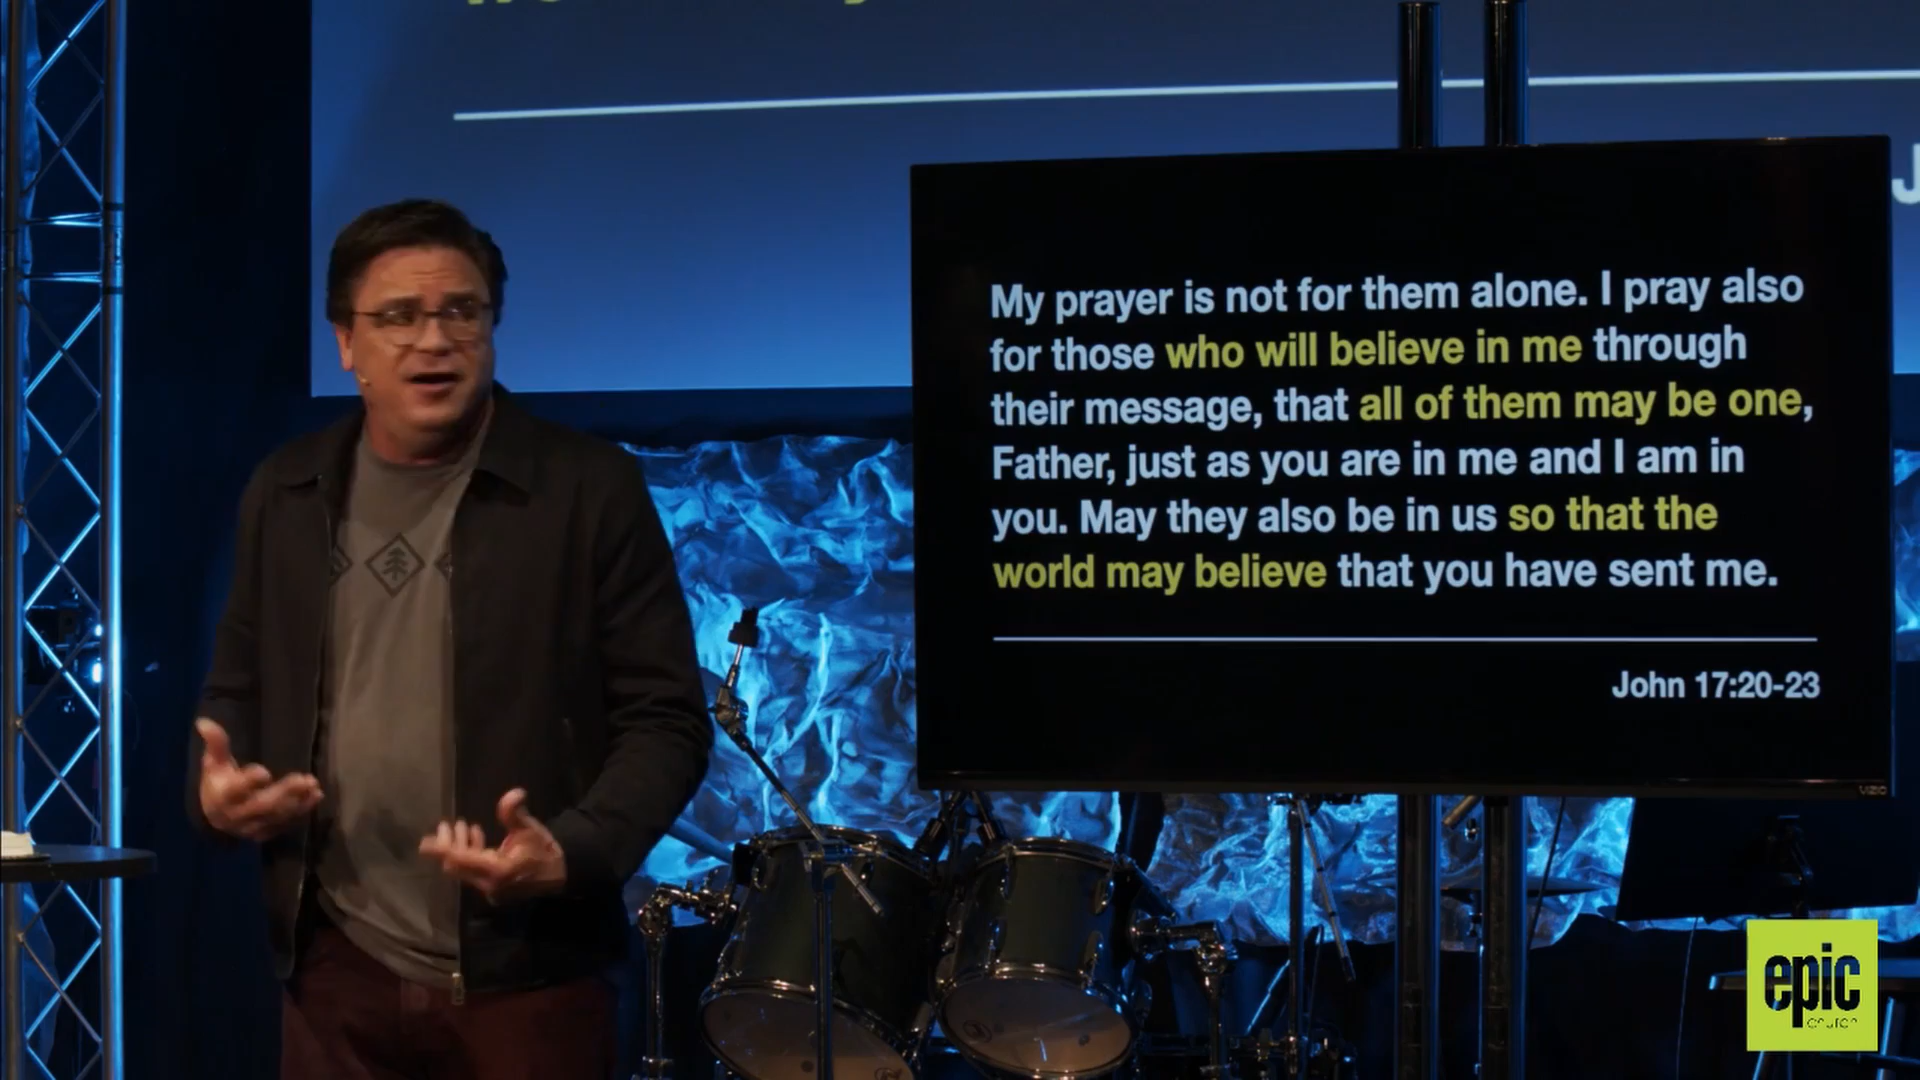 My prayer is not for them alone. I pray also
for those who will believe in me through
their message, that all of them may be one,
Father, just as you are in me and I am in
you. May they also be in us so that the
world may believe that you have sent me.
John 17:20-23
J
VIZIO
epic
church